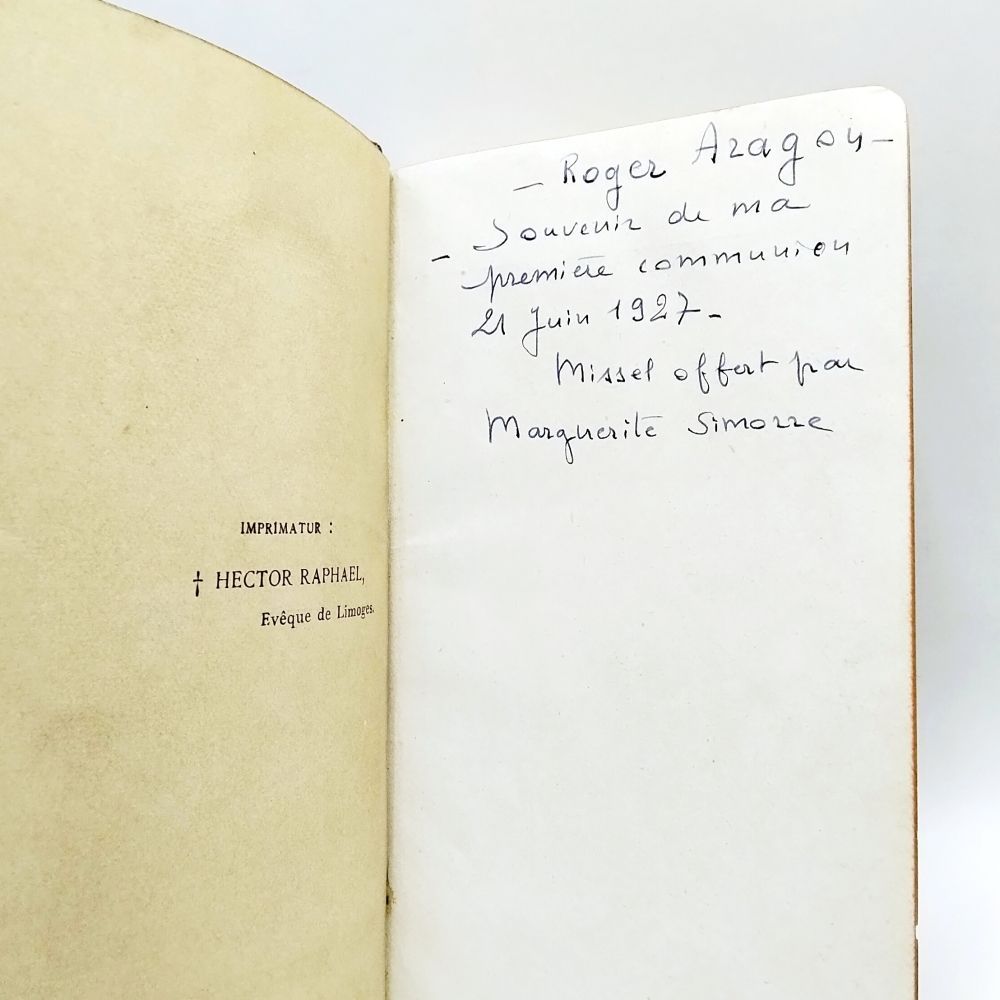 IMPRIMATUR :
† HECTOR RAPHAEL,
Evêque de Limoges.
— Roger Aragon —
- Souvenir de ma
première communion
21 Juin 1927 -
Missel offert par
Marguerite Simorre